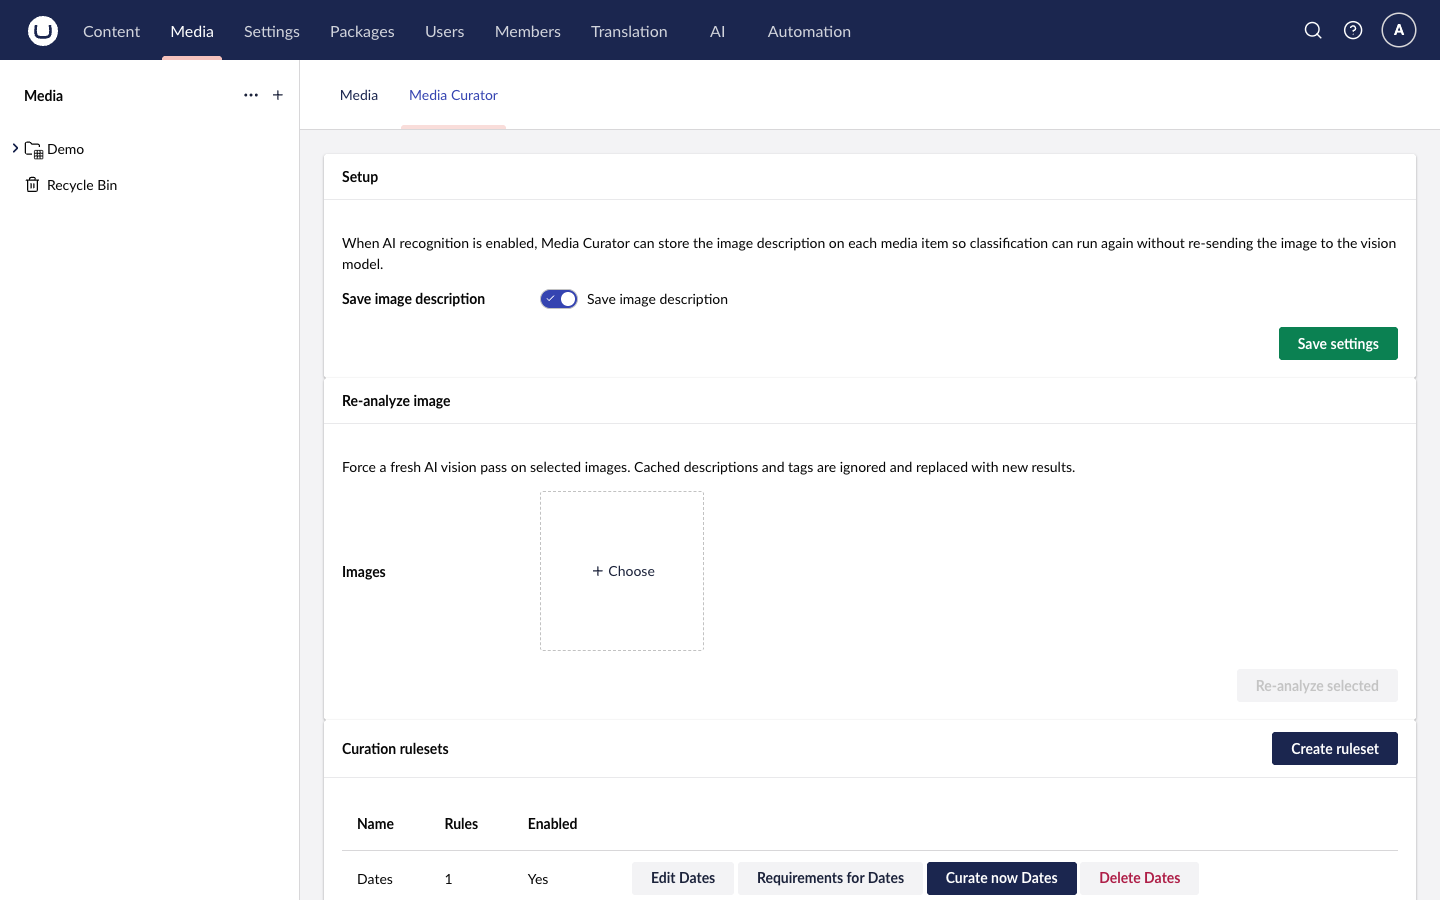 Content Media Settings Packages Users Members Translation AI Automation A
Media
Media Media Curator
Demo
Recycle Bin
Setup
When AI recognition is enabled, Media Curator can store the image description on each media item so classification can run again without re-sending the image to the vision
model.
Save image description Save image description
Save settings
Re-analyze image
Force a fresh AI vision pass on selected images. Cached descriptions and tags are ignored and replaced with new results.
Images + Choose
Re-analyze selected
Curation rulesets Create ruleset
Name Rules Enabled
Dates 1 Yes Edit Dates Requirements for Dates Curate now Dates Delete Dates